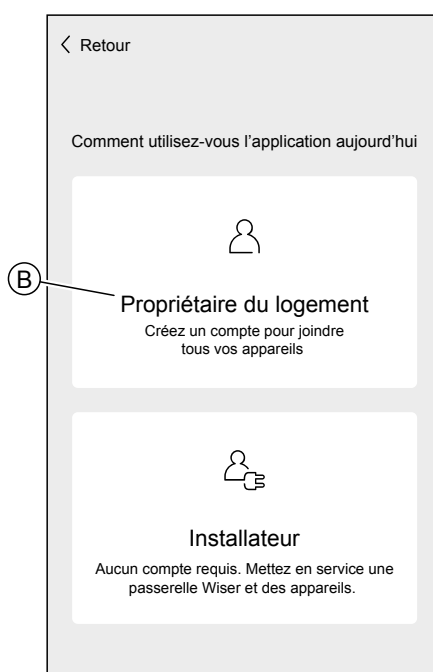 Retour
Comment utilisez-vous l'application aujourd'hui
B
Propriétaire du logement
Créez un compte pour joindre
tous vos appareils
Installateur
Aucun compte requis. Mettez en service une
passerelle Wiser et des appareils.